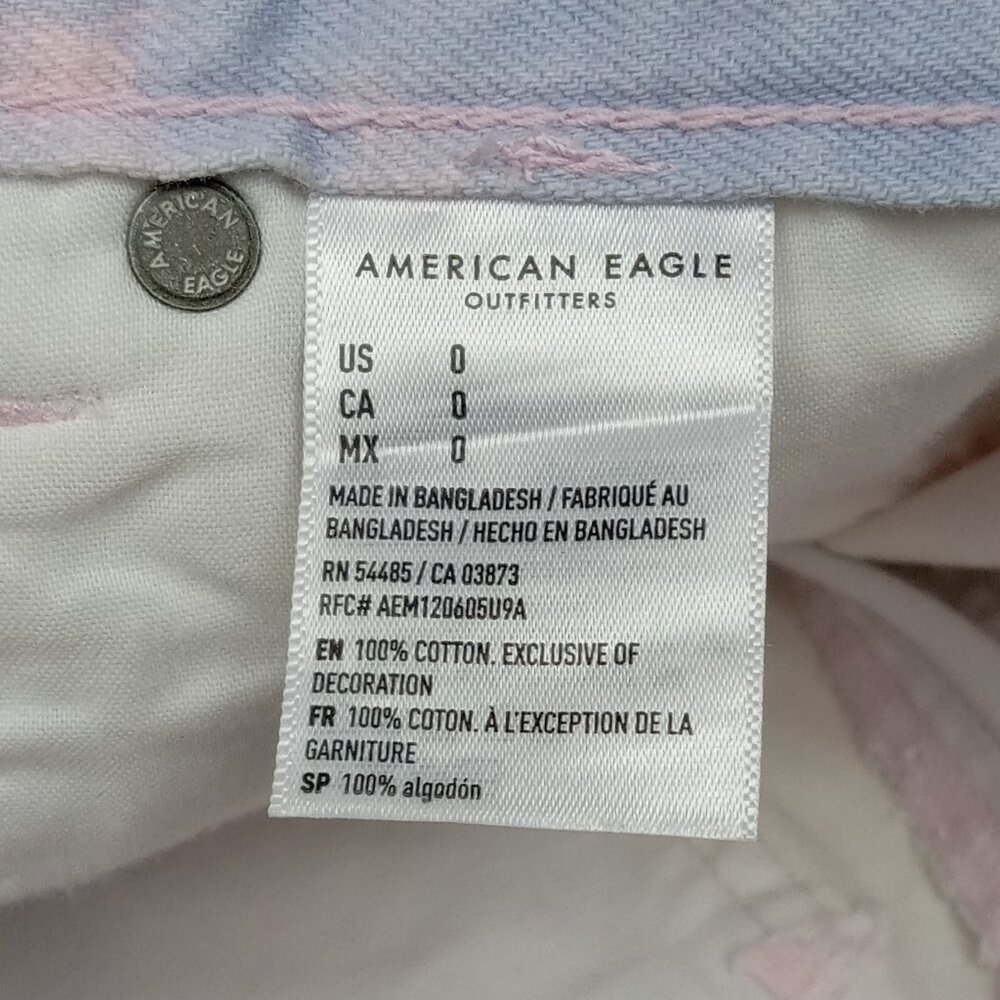 AMERICAN
EAGLE
AMERICAN EAGLE
OUTFITTERS
US 0
CA 0
MX 0
MADE IN BANGLADESH / FABRIQUÉ AU
BANGLADESH / HECHO EN BANGLADESH
RN 54485 / CA 03873
RFC# AEM120605U9A
EN 100% COTTON. EXCLUSIVE OF
DECORATION
FR 100% COTON. À L'EXCEPTION DE LA
GARNITURE
SP 100% algodón